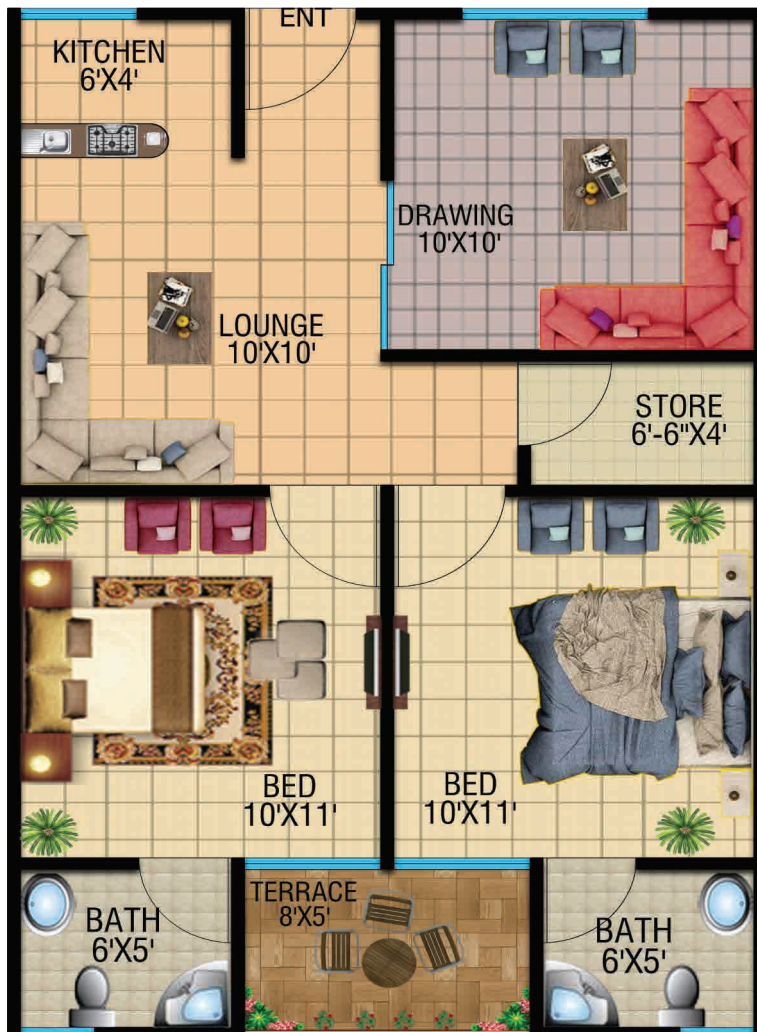 ENT
KITCHEN
6'X4'
DRAWING
10'X10'
LOUNGE
10'X10'
STORE
6'-6"X4'
BED
10'X11'
BED
10'X11'
TERRACE
8'X5'
BATH
6'X5'
BATH
6'X5'